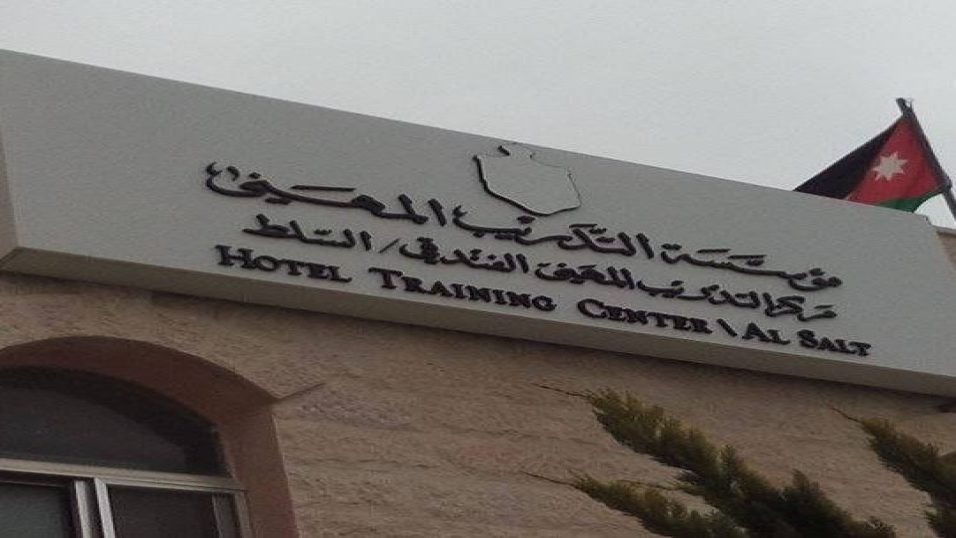 مؤسسة التدريب المهني
مركز التدريب المهني الفندقي / السلط
HOTEL TRAINING CENTER \ AL SALT